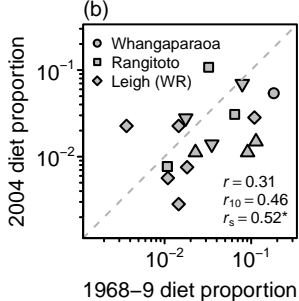 (b)
Whangaparaoa
Rangitoto
Leigh (WR)
2004 diet proportion
10⁻¹
10⁻²
r = 0.31
r₁₀ = 0.46
rₛ = 0.52*
10⁻² 10⁻¹
1968–9 diet proportion